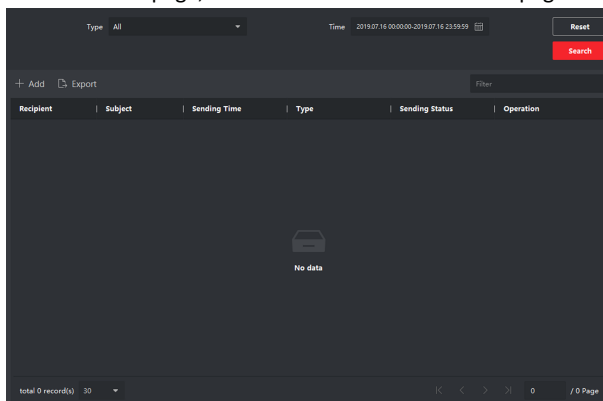 Type All Time 2019.07.16 00:00:00-2019.07.16 23:59:59 Reset
Search
Add Export Filter
Recipient Subject Sending Time Type Sending Status Operation
No data
total 0 record(s) 30 0 / 0 Page